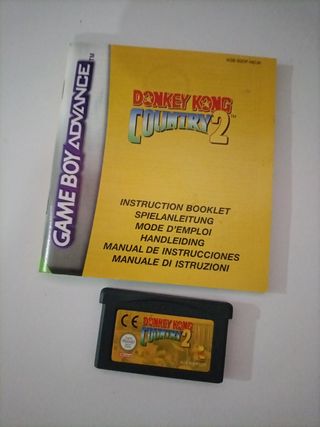 GAME BOY ADVANCE
DONKEY KONG
COUNTRY 2
INSTRUCTION BOOKLET
SPIELANLEITUNG
MODE D'EMPLOI
HANDLEIDING
MANUAL DE INSTRUCCIONES
MANUALE DI ISTRUZIONI
CE
DONKEY KONG
COUNTRY 2